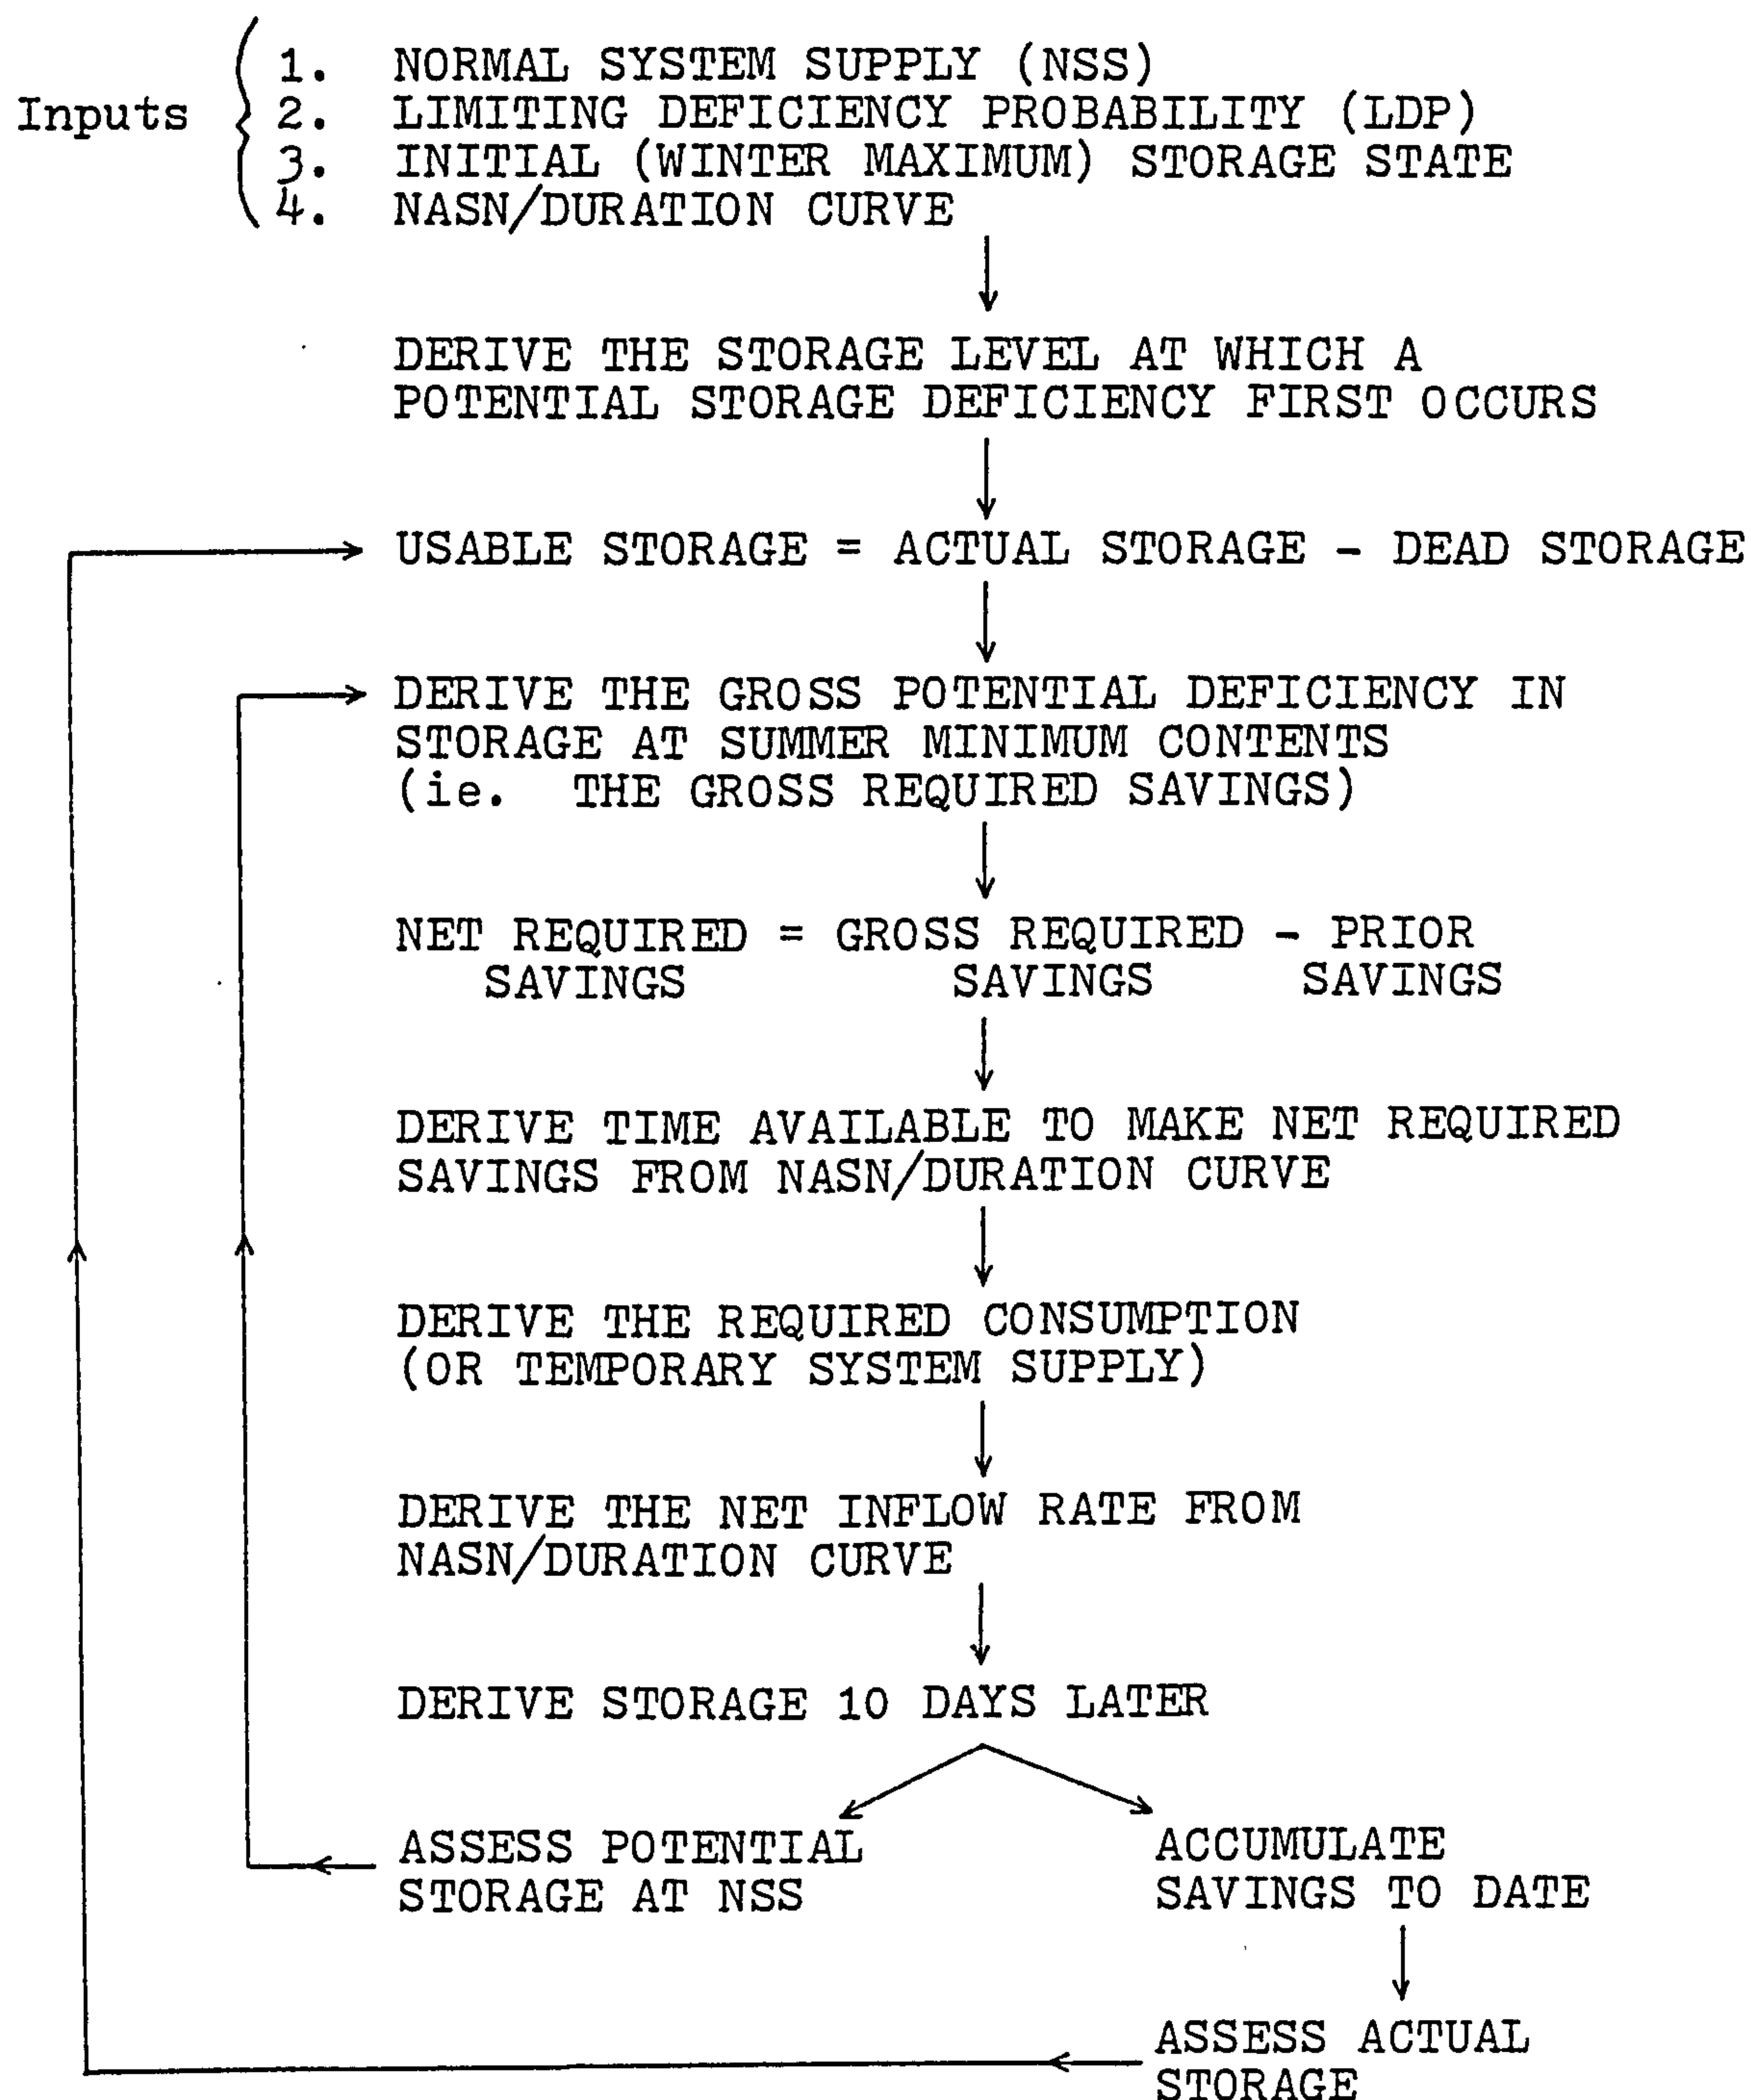 Inputs
1. NORMAL SYSTEM SUPPLY (NSS)
2. LIMITING DEFICIENCY PROBABILITY (LDP)
3. INITIAL (WINTER MAXIMUM) STORAGE STATE
4. NASN/DURATION CURVE
DERIVE THE STORAGE LEVEL AT WHICH A
POTENTIAL STORAGE DEFICIENCY FIRST OCCURS
USABLE STORAGE = ACTUAL STORAGE - DEAD STORAGE
DERIVE THE GROSS POTENTIAL DEFICIENCY IN
STORAGE AT SUMMER MINIMUM CONTENTS
(ie. THE GROSS REQUIRED SAVINGS)
NET REQUIRED = GROSS REQUIRED - PRIOR
SAVINGS SAVINGS SAVINGS
DERIVE TIME AVAILABLE TO MAKE NET REQUIRED
SAVINGS FROM NASN/DURATION CURVE
DERIVE THE REQUIRED CONSUMPTION
(OR TEMPORARY SYSTEM SUPPLY)
DERIVE THE NET INFLOW RATE FROM
NASN/DURATION CURVE
DERIVE STORAGE 10 DAYS LATER
ASSESS POTENTIAL
STORAGE AT NSS
ACCUMULATE
SAVINGS TO DATE
ASSESS ACTUAL
STORAGE